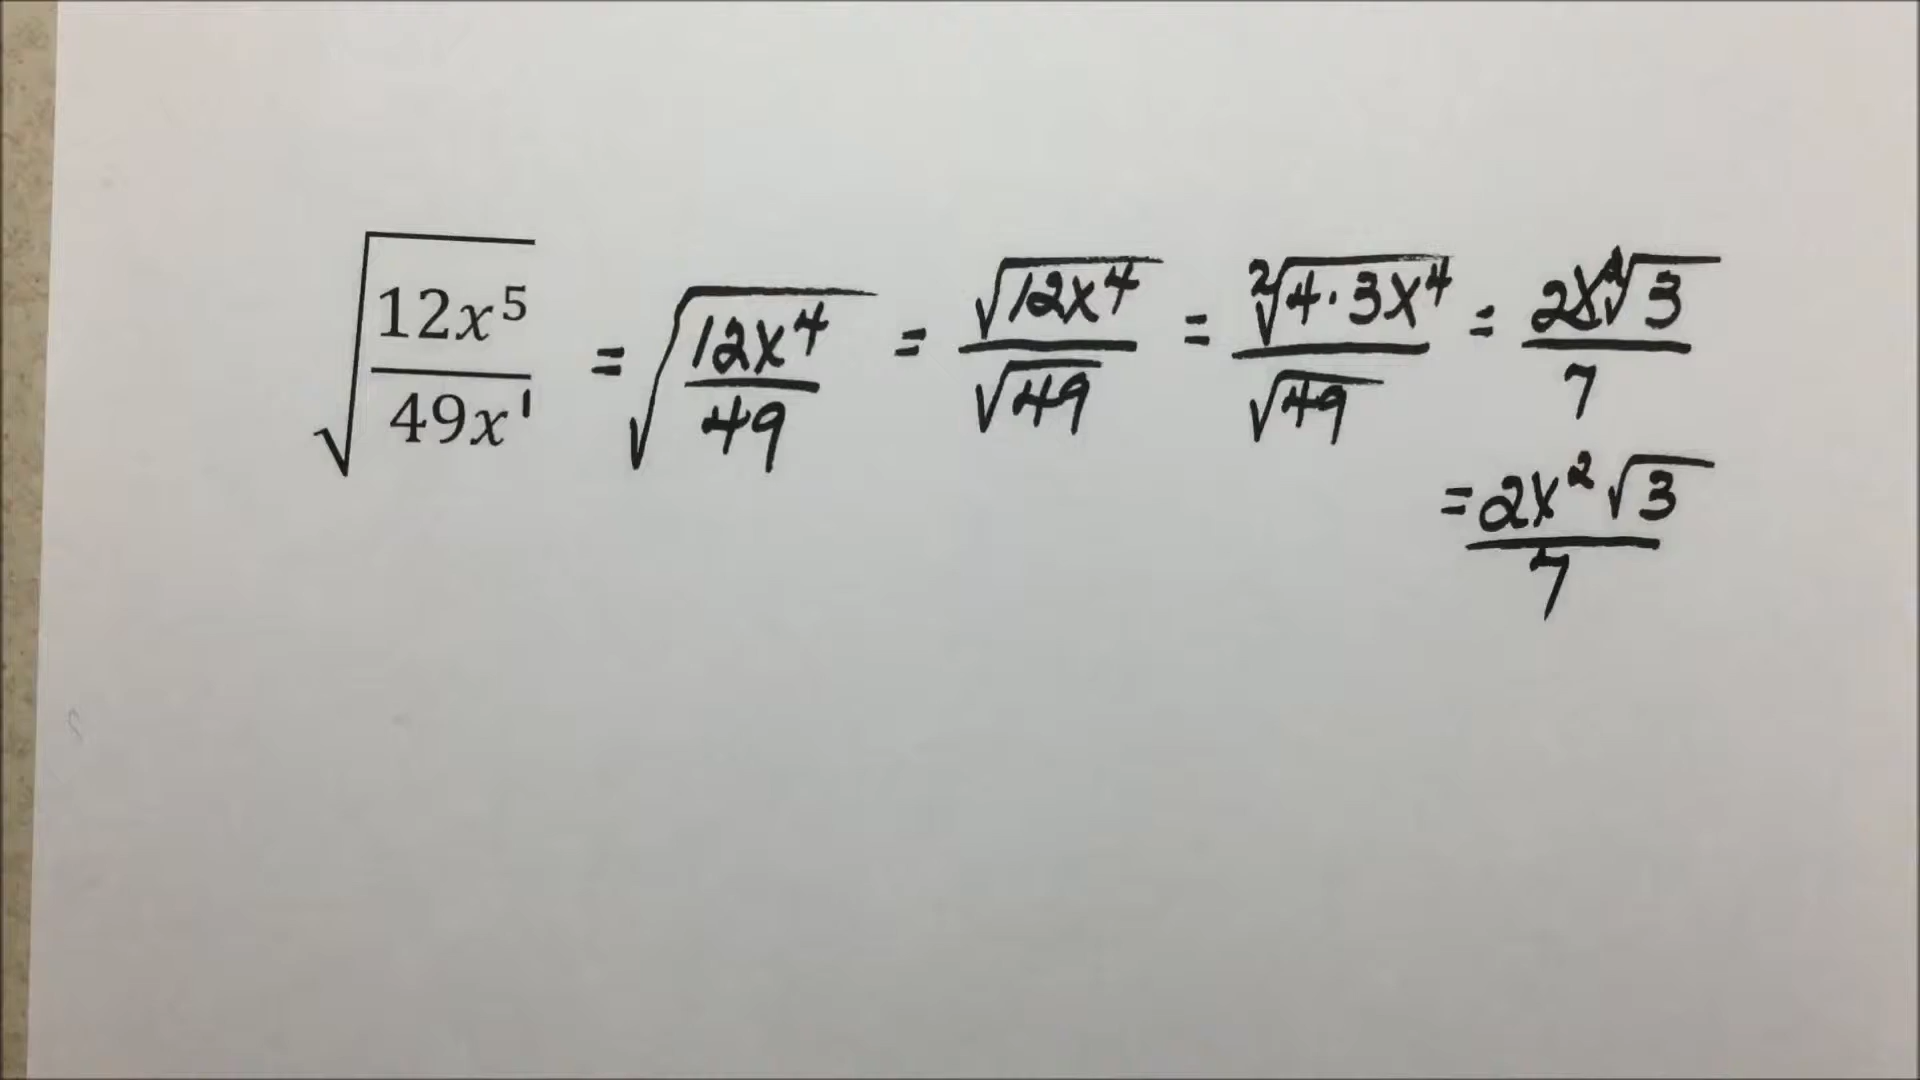 √(12x⁵/49x¹) = √(12x⁴/49) = √12x⁴/√49 = ²√4·3x⁴/√49 = 2x²√3/7
= 2x² √3/7